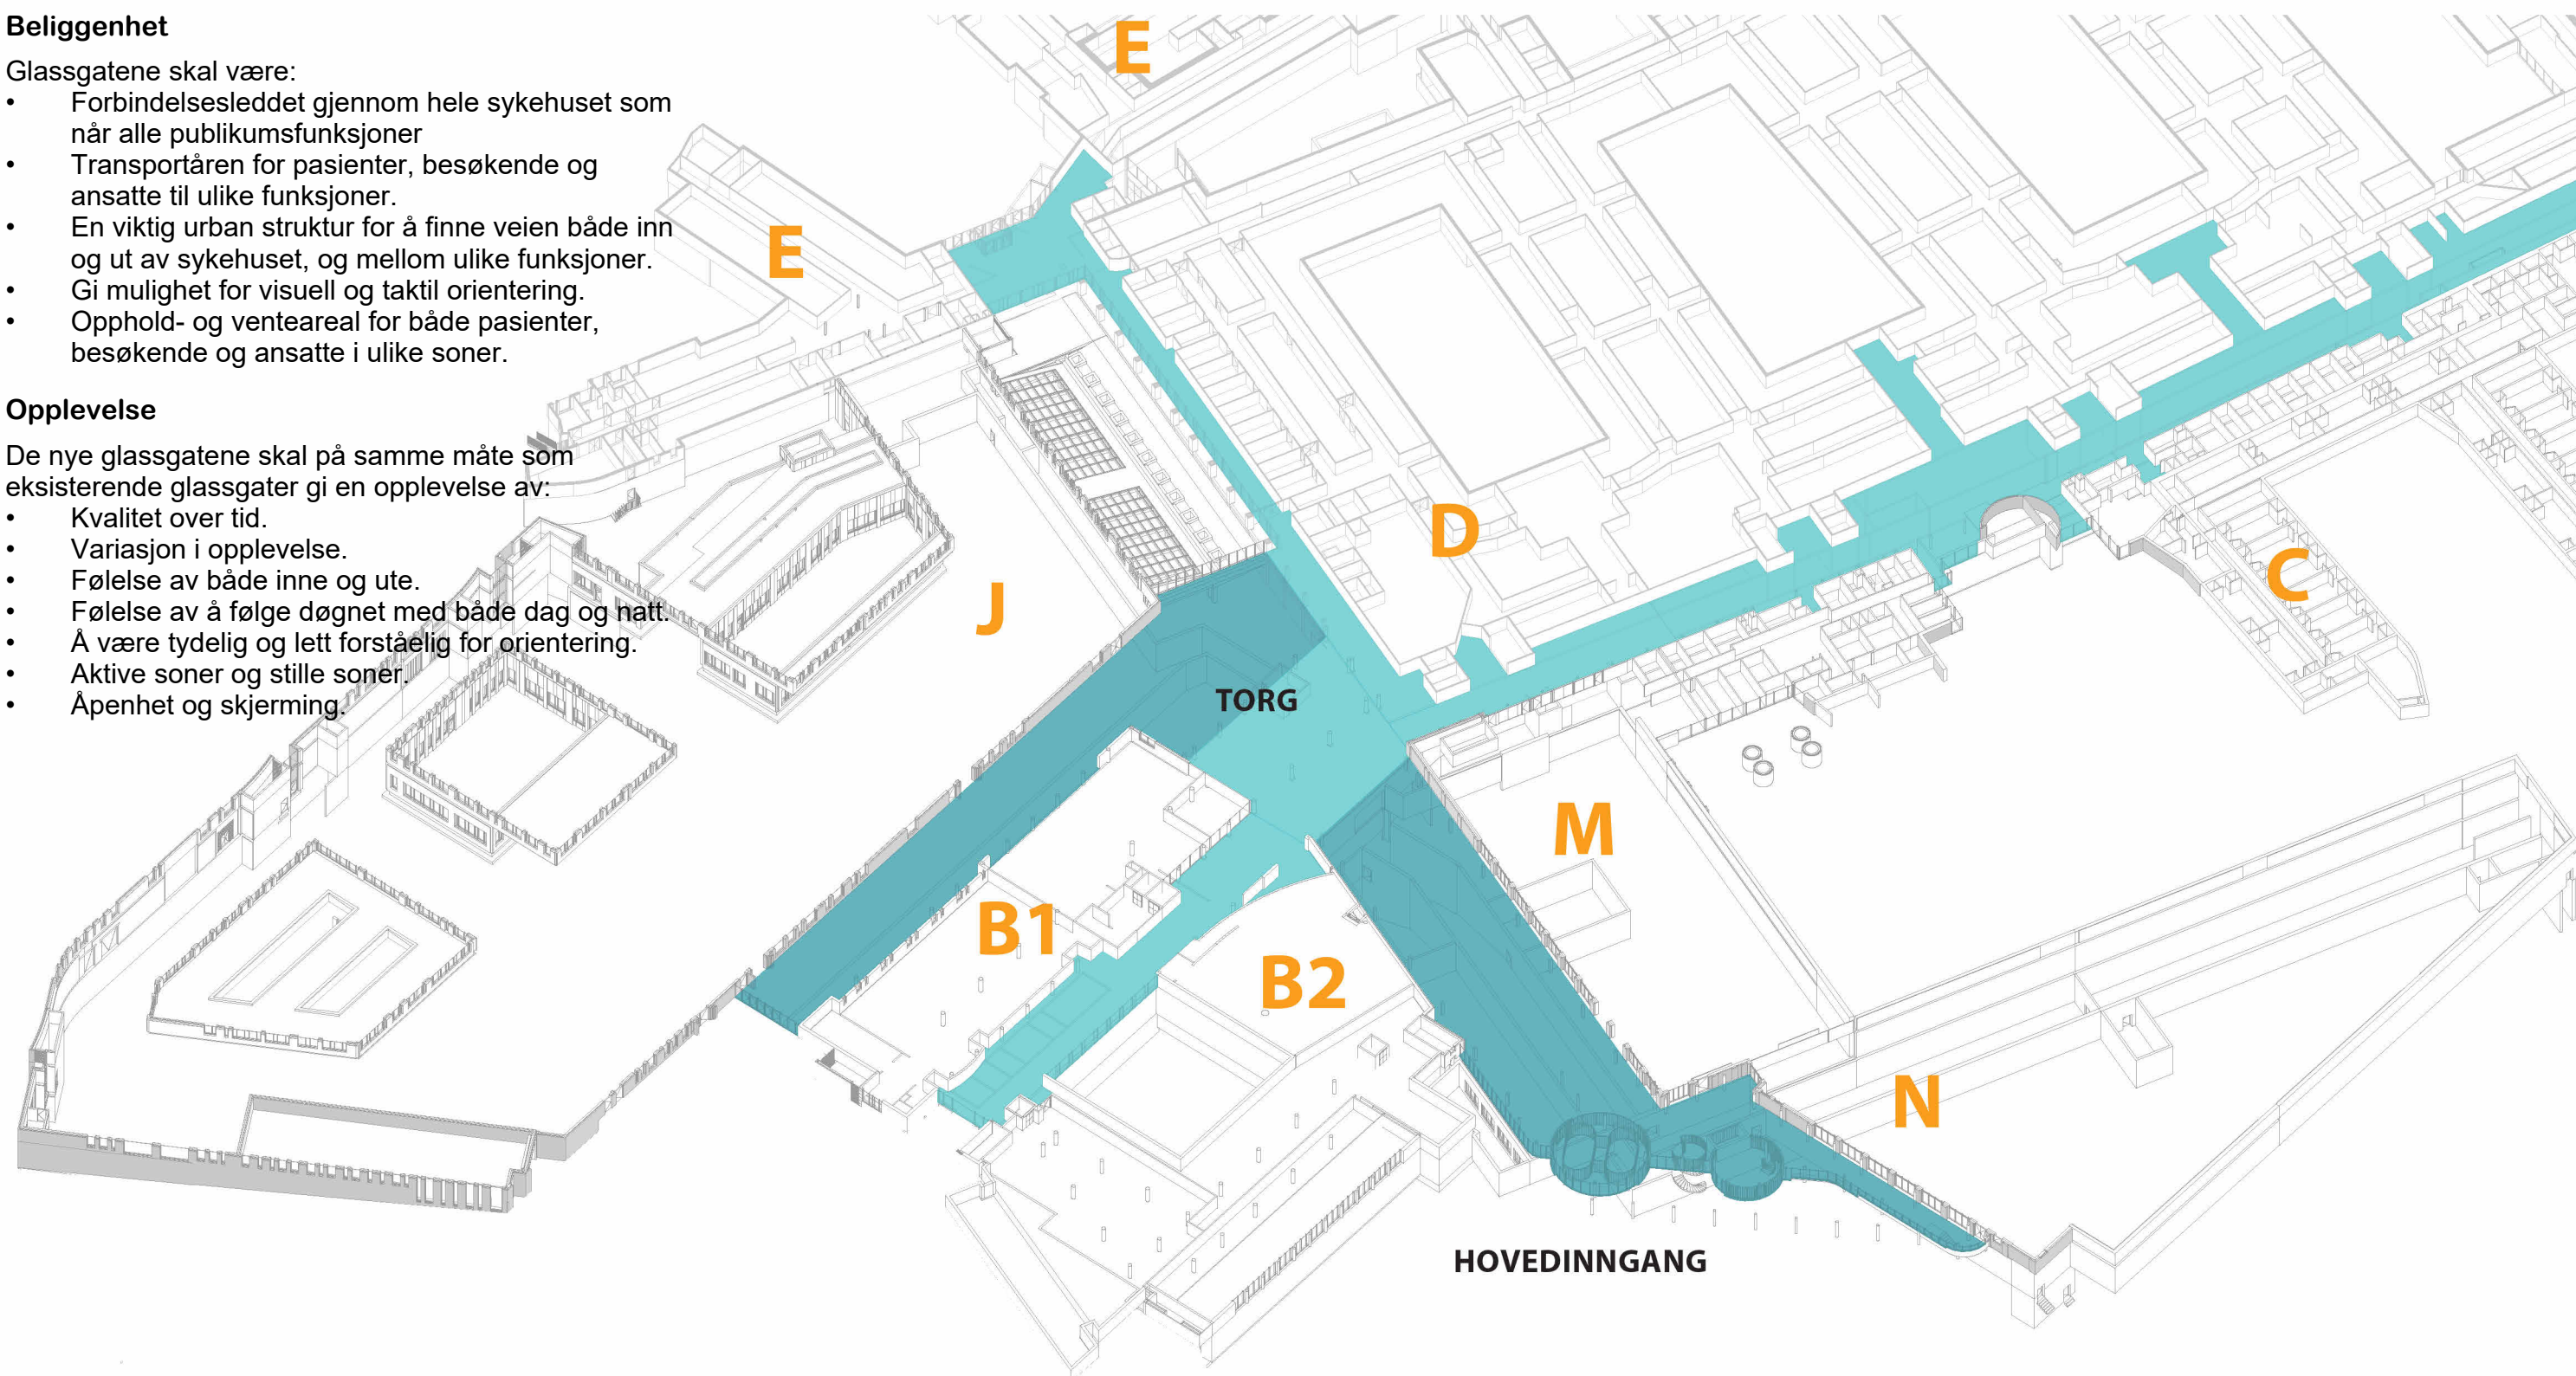 Beliggenhet
Glassgatene skal være:
• Forbindelsesleddet gjennom hele sykehuset som
når alle publikumsfunksjoner
• Transportåren for pasienter, besøkende og
ansatte til ulike funksjoner.
• En viktig urban struktur for å finne veien både inn
og ut av sykehuset, og mellom ulike funksjoner.
• Gi mulighet for visuell og taktil orientering.
• Opphold- og venteareal for både pasienter,
besøkende og ansatte i ulike soner.
Opplevelse
De nye glassgatene skal på samme måte som
eksisterende glassgater gi en opplevelse av:
• Kvalitet over tid.
• Variasjon i opplevelse.
• Følelse av både inne og ute.
• Følelse av å følge døgnet med både dag og natt.
• Å være tydelig og lett forståelig for orientering.
• Aktive soner og stille soner.
• Åpenhet og skjerming.
E
E
D
C
J
TORG
M
B1
B2
N
HOVEDINNGANG